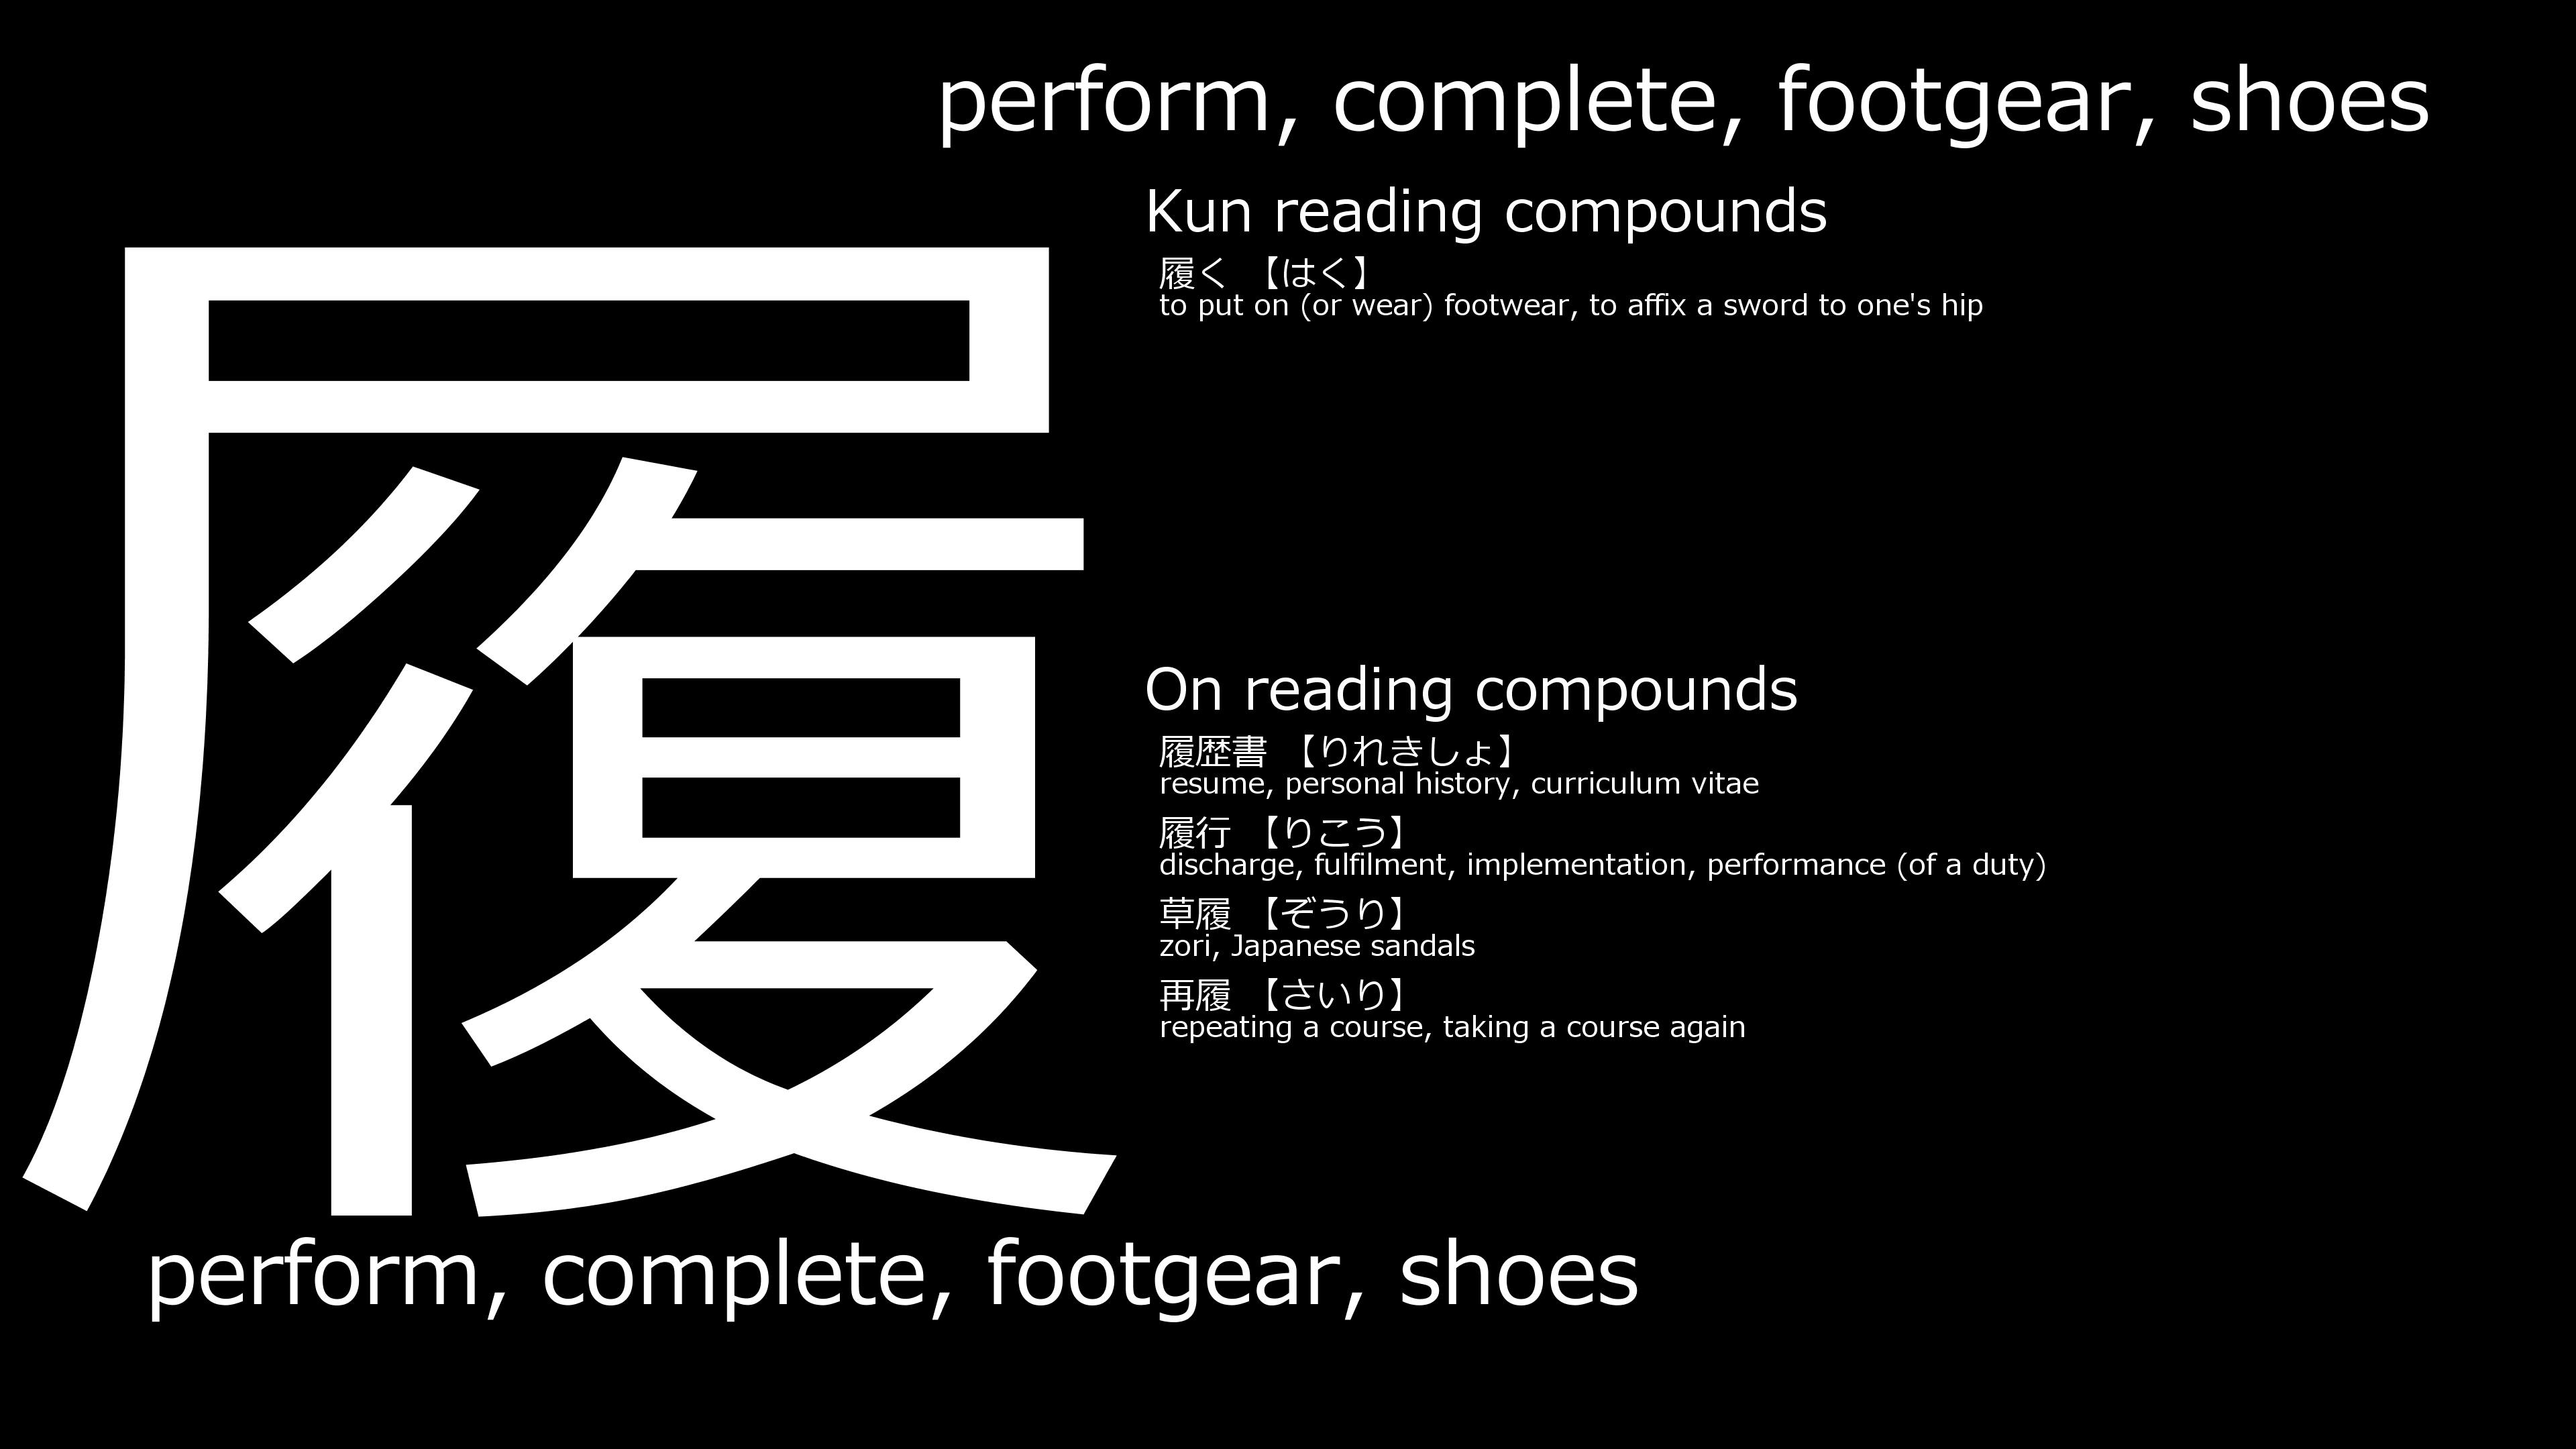 perform, complete, footgear, shoes
履
Kun reading compounds
履く 【はく】
to put on (or wear) footwear, to affix a sword to one's hip
On reading compounds
履歴書 【りれきしょ】
resume, personal history, curriculum vitae
履行 【りこう】
discharge, fulfilment, implementation, performance (of a duty)
草履 【ぞうり】
zori, Japanese sandals
再履 【さいり】
repeating a course, taking a course again
perform, complete, footgear, shoes